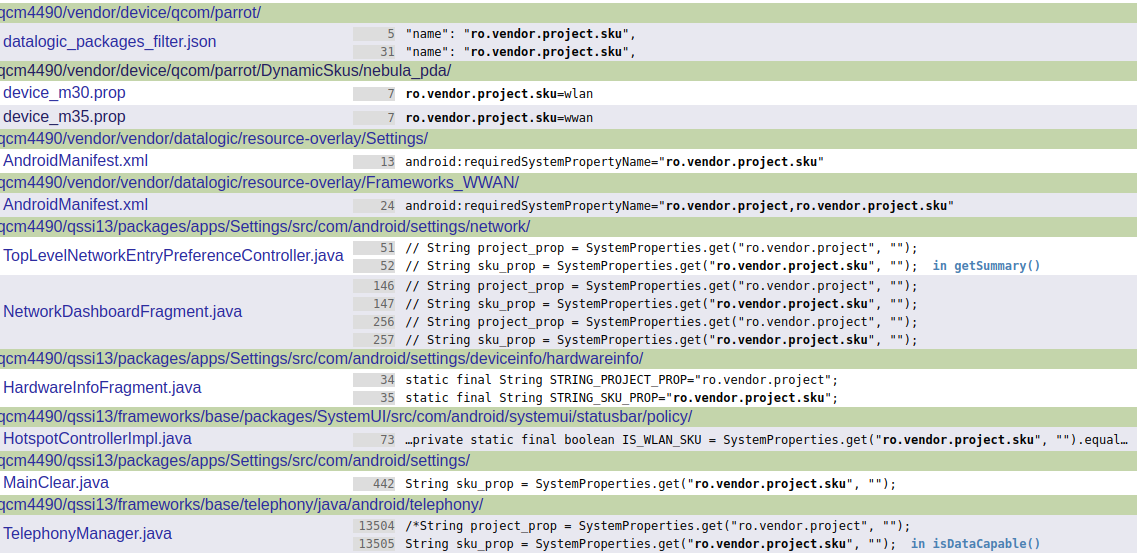 qcm4490/vendor/device/qcom/parrot/
datalogic_packages_filter.json
5 "name": "ro.vendor.project.sku",
31 "name": "ro.vendor.project.sku",
qcm4490/vendor/device/qcom/parrot/DynamicSkus/nebula_pda/
device_m30.prop 7 ro.vendor.project.sku=wlan
device_m35.prop 7 ro.vendor.project.sku=wwan
qcm4490/vendor/vendor/datalogic/resource-overlay/Settings/
AndroidManifest.xml 13 android:requiredSystemPropertyName="ro.vendor.project.sku"
qcm4490/vendor/vendor/datalogic/resource-overlay/Frameworks_WWAN/
AndroidManifest.xml 24 android:requiredSystemPropertyName="ro.vendor.project,ro.vendor.project.sku"
qcm4490/qssi13/packages/apps/Settings/src/com/android/settings/network/
TopLevelNetworkEntryPreferenceController.java
51 // String project_prop = SystemProperties.get("ro.vendor.project", "");
52 // String sku_prop = SystemProperties.get("ro.vendor.project.sku", ""); in getSummary()
NetworkDashboardFragment.java
146 // String project_prop = SystemProperties.get("ro.vendor.project", "");
147 // String sku_prop = SystemProperties.get("ro.vendor.project.sku", "");
256 // String project_prop = SystemProperties.get("ro.vendor.project", "");
257 // String sku_prop = SystemProperties.get("ro.vendor.project.sku", "");
qcm4490/qssi13/packages/apps/Settings/src/com/android/settings/deviceinfo/hardwareinfo/
HardwareInfoFragment.java
34 static final String STRING_PROJECT_PROP="ro.vendor.project";
35 static final String STRING_SKU_PROP="ro.vendor.project.sku";
qcm4490/qssi13/frameworks/base/packages/SystemUI/src/com/android/systemui/statusbar/policy/
HotspotControllerImpl.java 73 …private static final boolean IS_WLAN_SKU = SystemProperties.get("ro.vendor.project.sku", "").equal…
qcm4490/qssi13/packages/apps/Settings/src/com/android/settings/
MainClear.java 442 String sku_prop = SystemProperties.get("ro.vendor.project.sku", "");
qcm4490/qssi13/frameworks/base/telephony/java/android/telephony/
TelephonyManager.java
13504 /*String project_prop = SystemProperties.get("ro.vendor.project", "");
13505 String sku_prop = SystemProperties.get("ro.vendor.project.sku", ""); in isDataCapable()